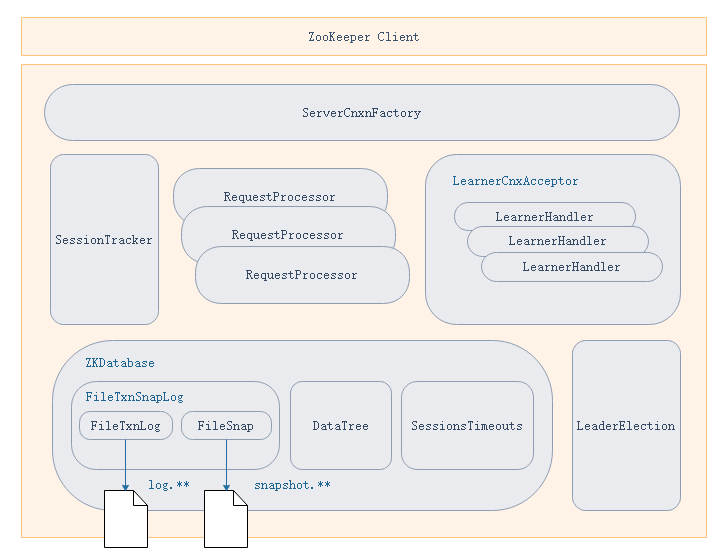 ZooKeeper Client
ServerCnxnFactory
SessionTracker
RequestProcessor
RequestProcessor
RequestProcessor
LearnerCnxAcceptor
LearnerHandler
LearnerHandler
LearnerHandler
ZKDatabase
FileTxnSnapLog
FileTxnLog
FileSnap
DataTree
SessionsTimeouts
LeaderElection
log.**
snapshot.**